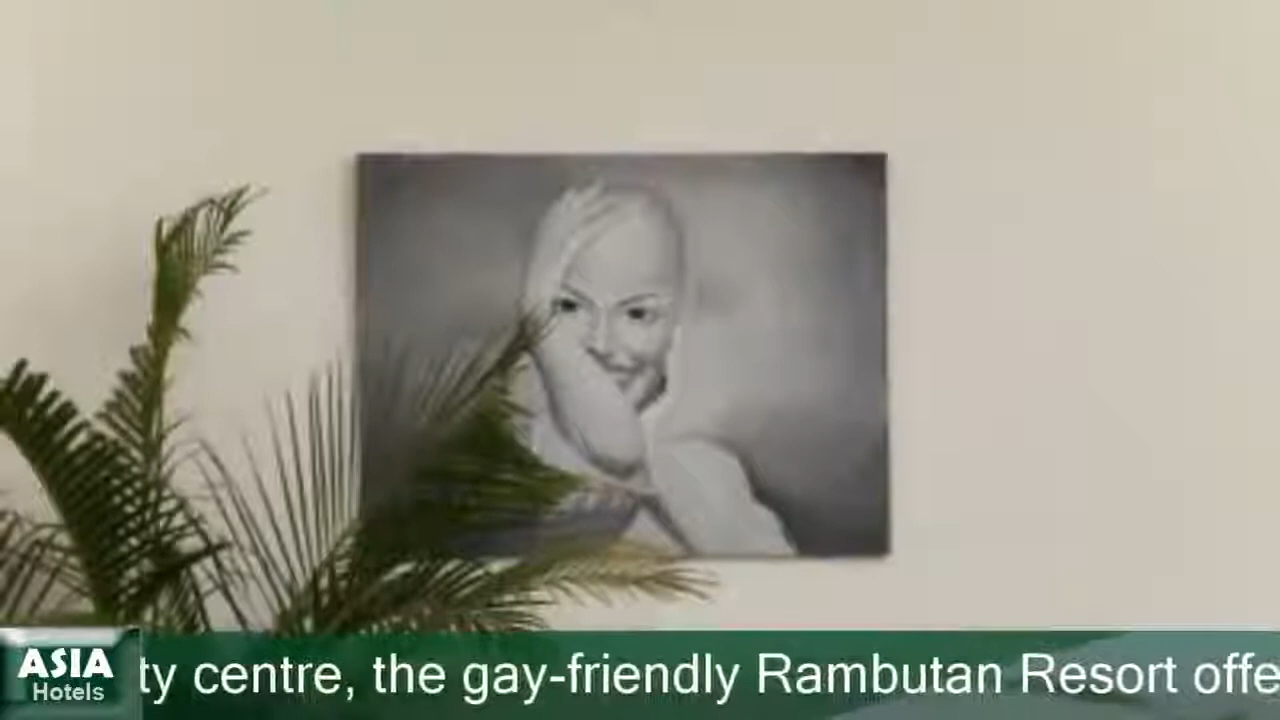 ASIA
Hotels
ty centre, the gay-friendly Rambutan Resort offe